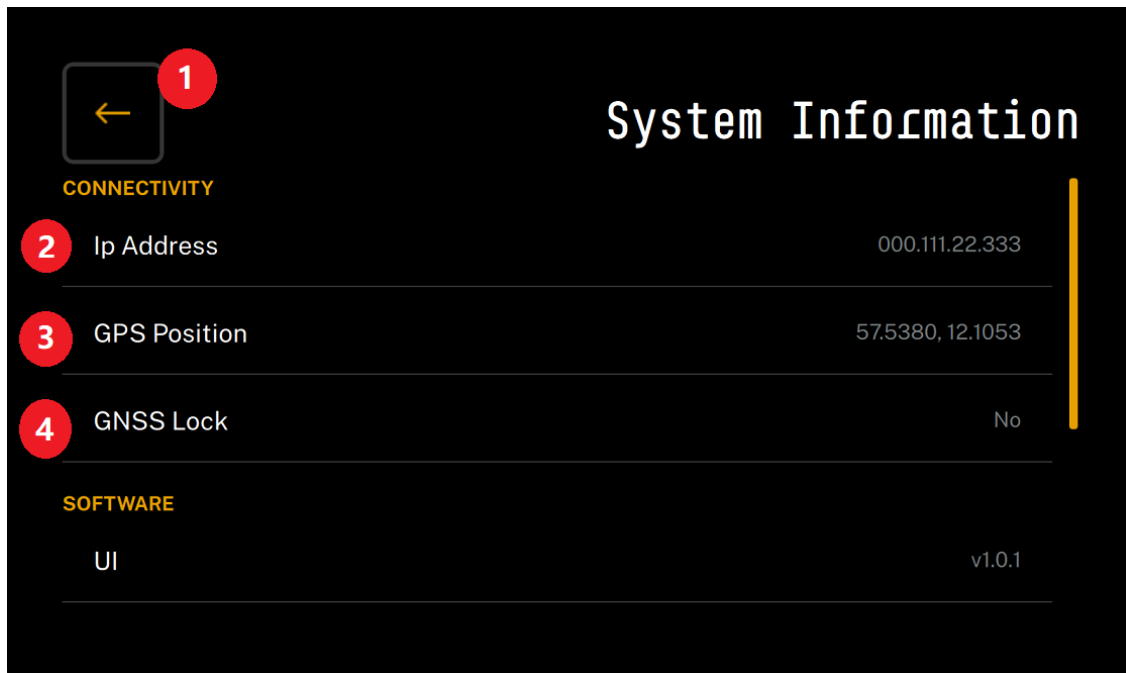 1
System Information
CONNECTIVITY
2 Ip Address 000.111.22.333
3 GPS Position 57.5380, 12.1053
4 GNSS Lock No
SOFTWARE
UI v1.0.1